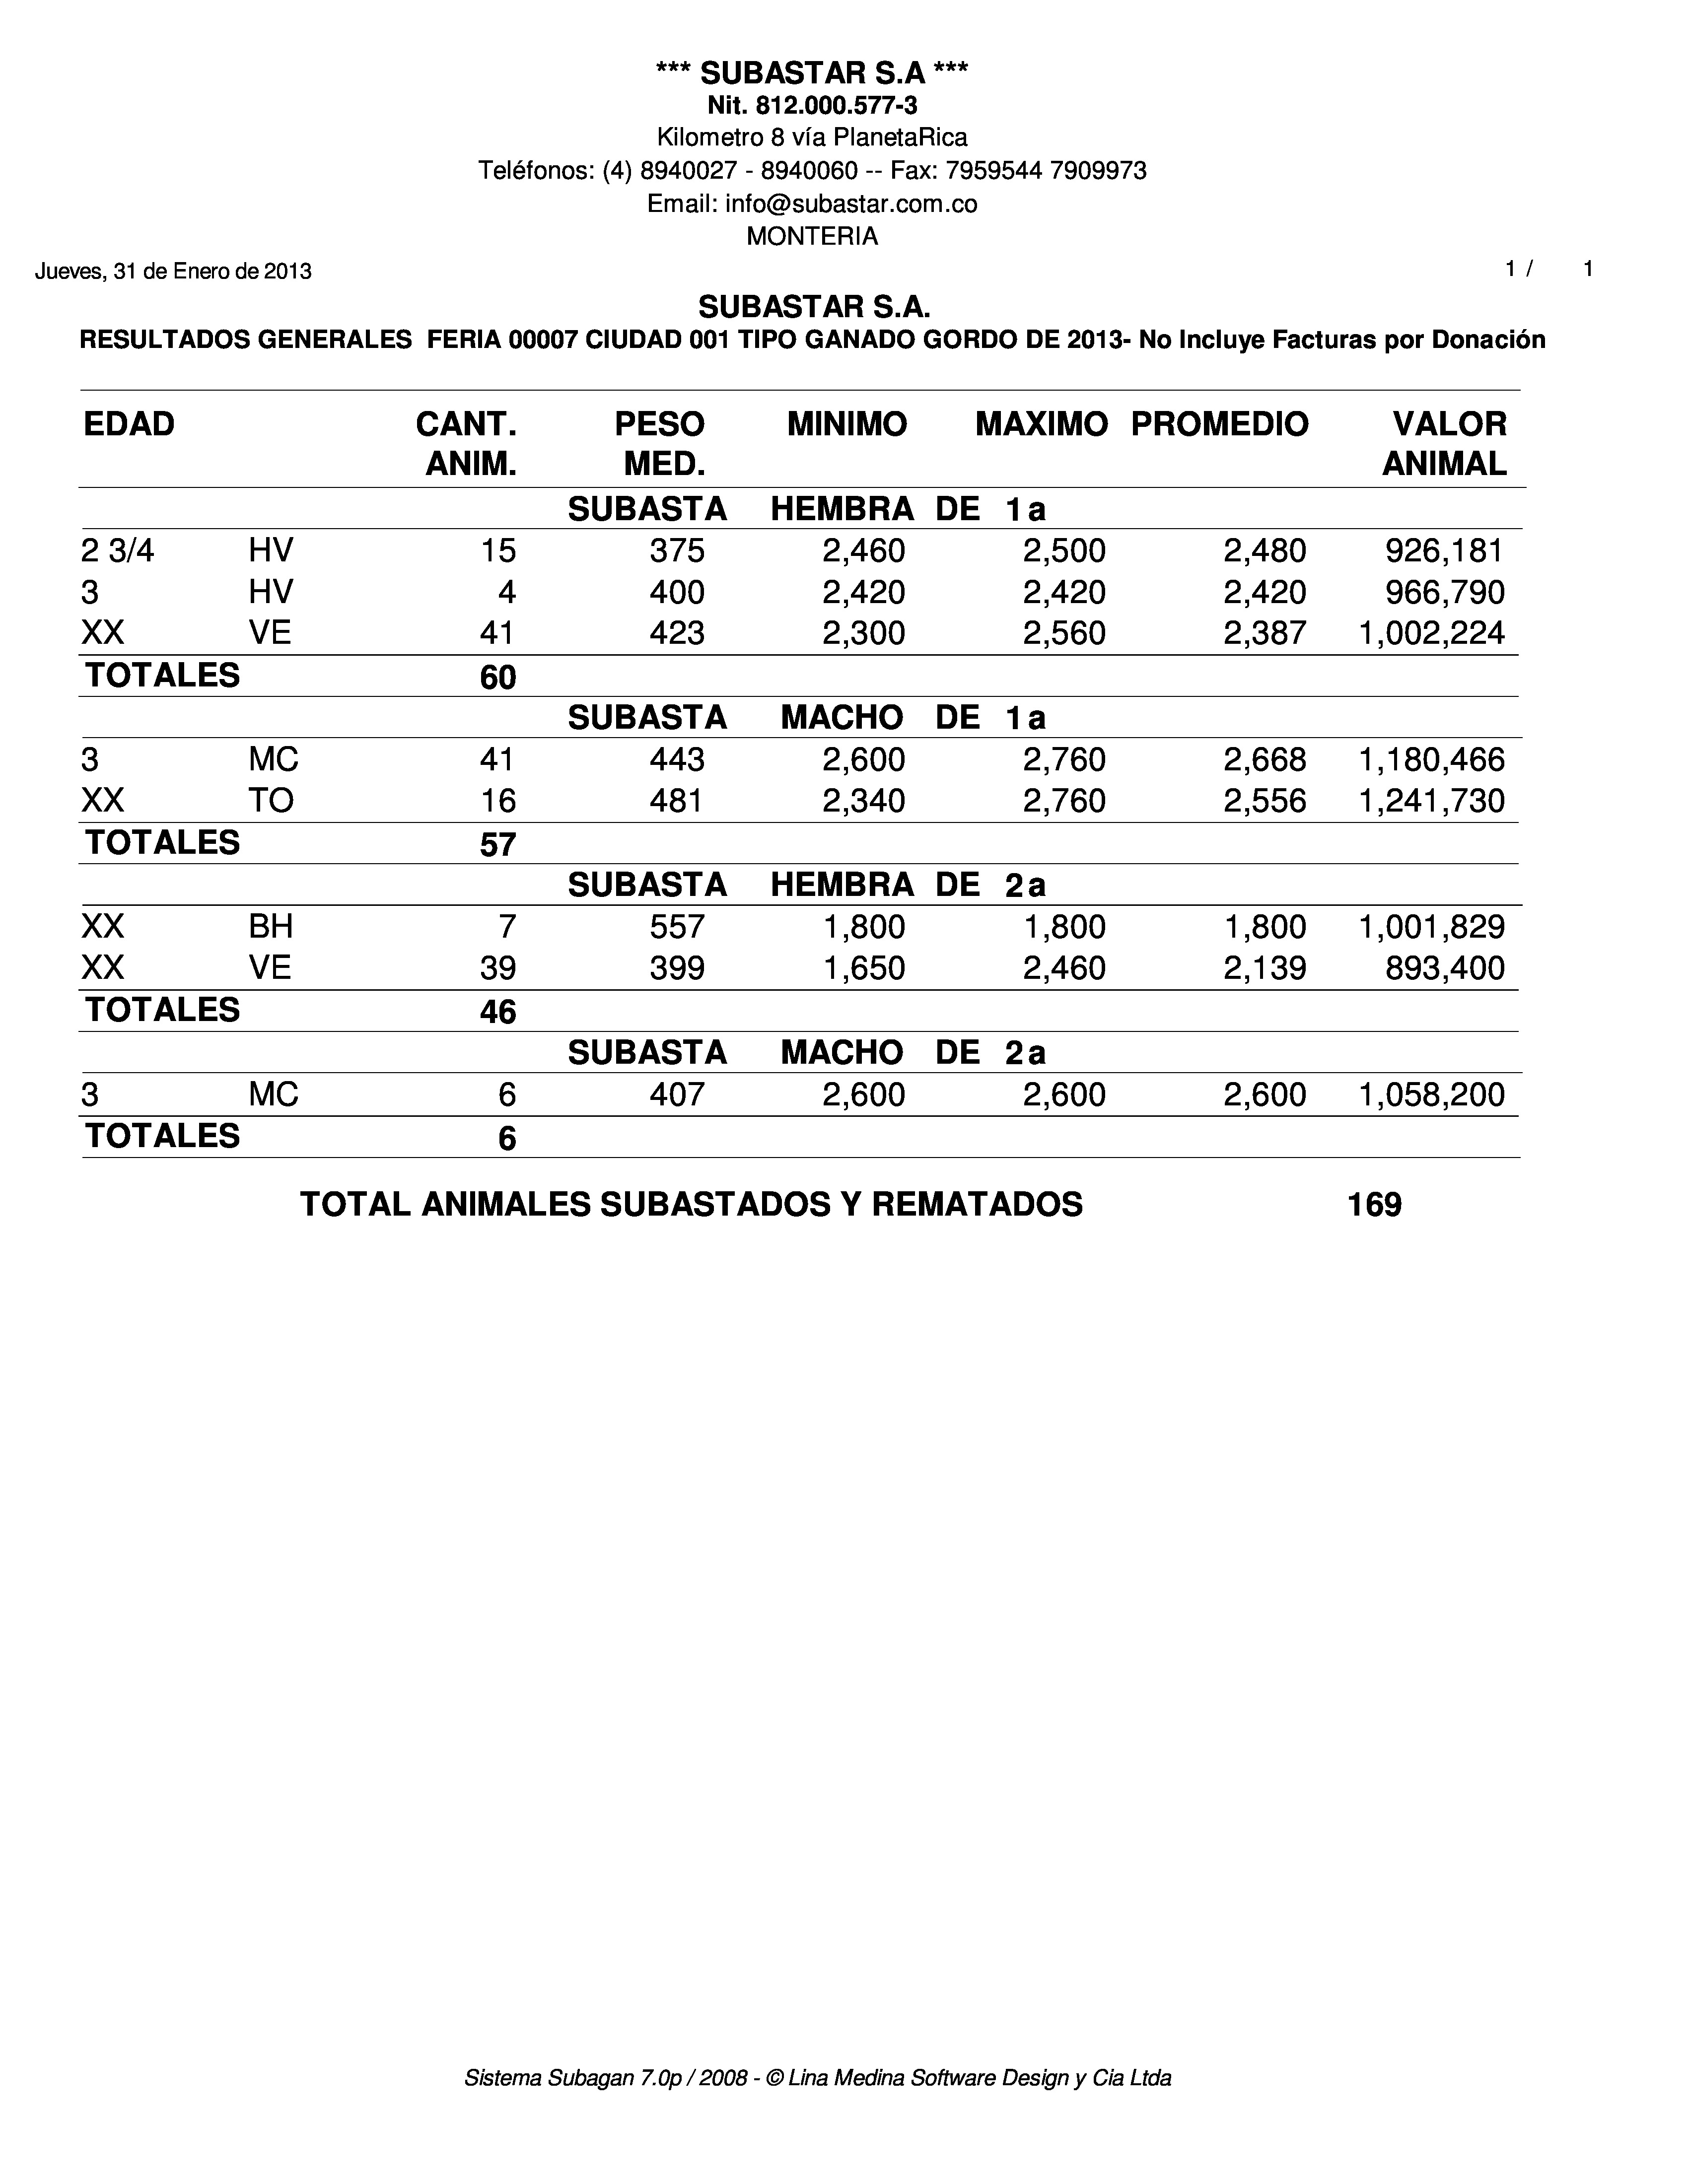 *** SUBASTAR S.A ***
Nit. 812.000.577-3
Kilometro 8 vía PlanetaRica
Teléfonos: (4) 8940027 - 8940060 -- Fax: 7959544 7909973
Email: info@subastar.com.co
MONTERIA
Jueves, 31 de Enero de 2013 1 / 1
SUBASTAR S.A.
RESULTADOS GENERALES FERIA 00007 CIUDAD 001 TIPO GANADO GORDO DE 2013- No Incluye Facturas por Donación
EDAD CANT. PESO MINIMO MAXIMO PROMEDIO VALOR
ANIM. MED. ANIMAL
SUBASTA HEMBRA DE 1a
2 3/4 HV 15 375 2,460 2,500 2,480 926,181
3 HV 4 400 2,420 2,420 2,420 966,790
XX VE 41 423 2,300 2,560 2,387 1,002,224
TOTALES 60
SUBASTA MACHO DE 1a
3 MC 41 443 2,600 2,760 2,668 1,180,466
XX TO 16 481 2,340 2,760 2,556 1,241,730
TOTALES 57
SUBASTA HEMBRA DE 2a
XX BH 7 557 1,800 1,800 1,800 1,001,829
XX VE 39 399 1,650 2,460 2,139 893,400
TOTALES 46
SUBASTA MACHO DE 2a
3 MC 6 407 2,600 2,600 2,600 1,058,200
TOTALES 6
TOTAL ANIMALES SUBASTADOS Y REMATADOS 169
Sistema Subagan 7.0p / 2008 - © Lina Medina Software Design y Cia Ltda